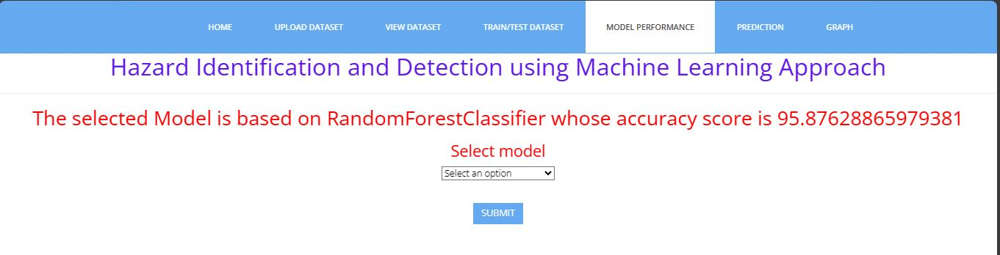 HOME UPLOAD DATASET VIEW DATASET TRAIN/TEST DATASET MODEL PERFORMANCE PREDICTION GRAPH
Hazard Identification and Detection using Machine Learning Approach
The selected Model is based on RandomForestClassifier whose accuracy score is 95.87628865979381
Select model
Select an option
SUBMIT